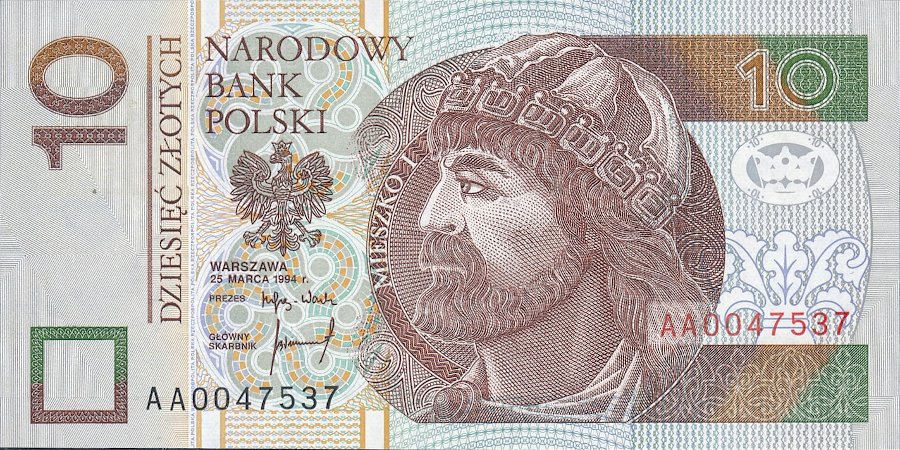 10
DZIESIĘĆ ZŁOTYCH
NARODOWY
BANK
POLSKI
WARSZAWA
25 MARCA 1994 r.
PREZES
GŁÓWNY
SKARBNIK
AA0047537
MIESZKO I
10
AA0047537